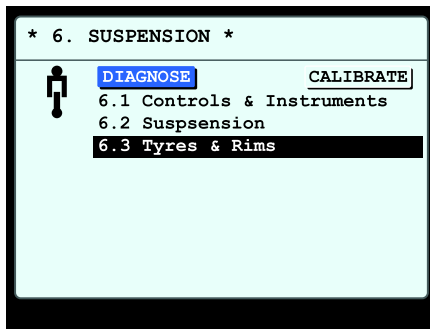 * 6. SUSPENSION *
DIAGNOSE CALIBRATE
6.1 Controls & Instruments
6.2 Suspsension
6.3 Tyres & Rims